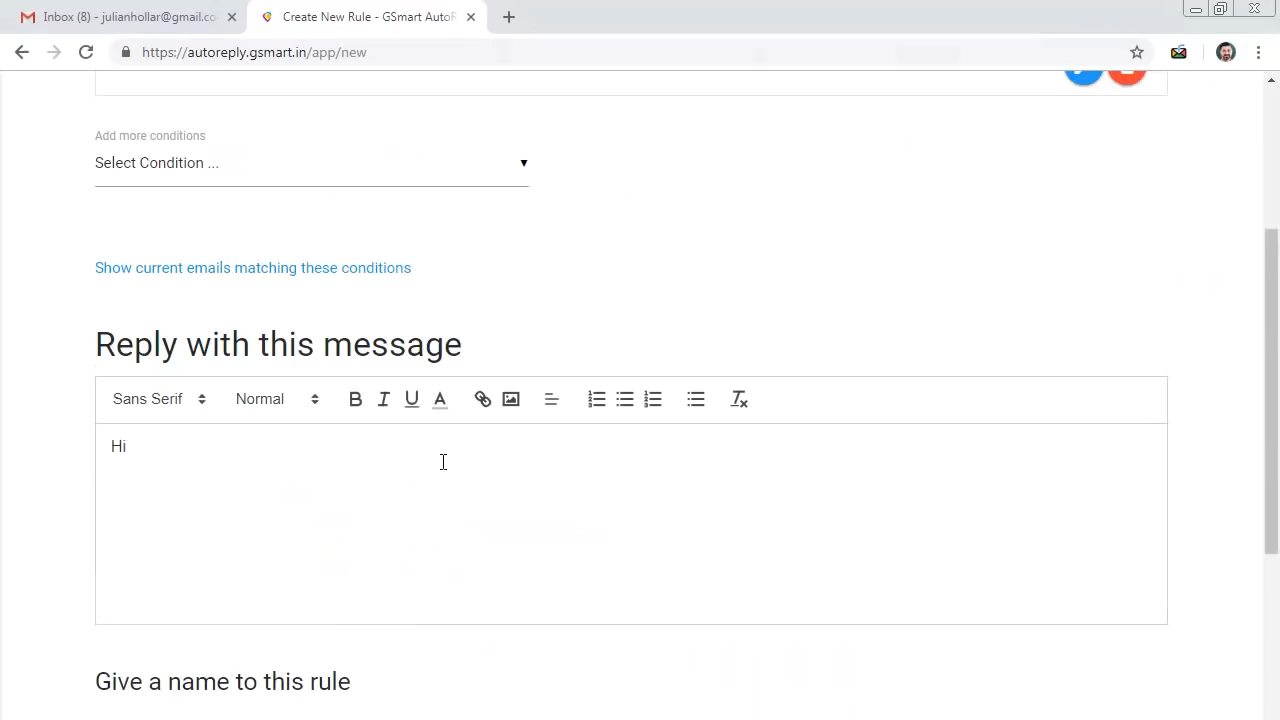 Inbox (8) - julianhollar@gmail.co
Create New Rule - GSmart AutoR
https://autoreply.gsmart.in/app/new
Add more conditions
Select Condition ...
Show current emails matching these conditions
Reply with this message
Sans Serif Normal B I U A
Hi
Give a name to this rule